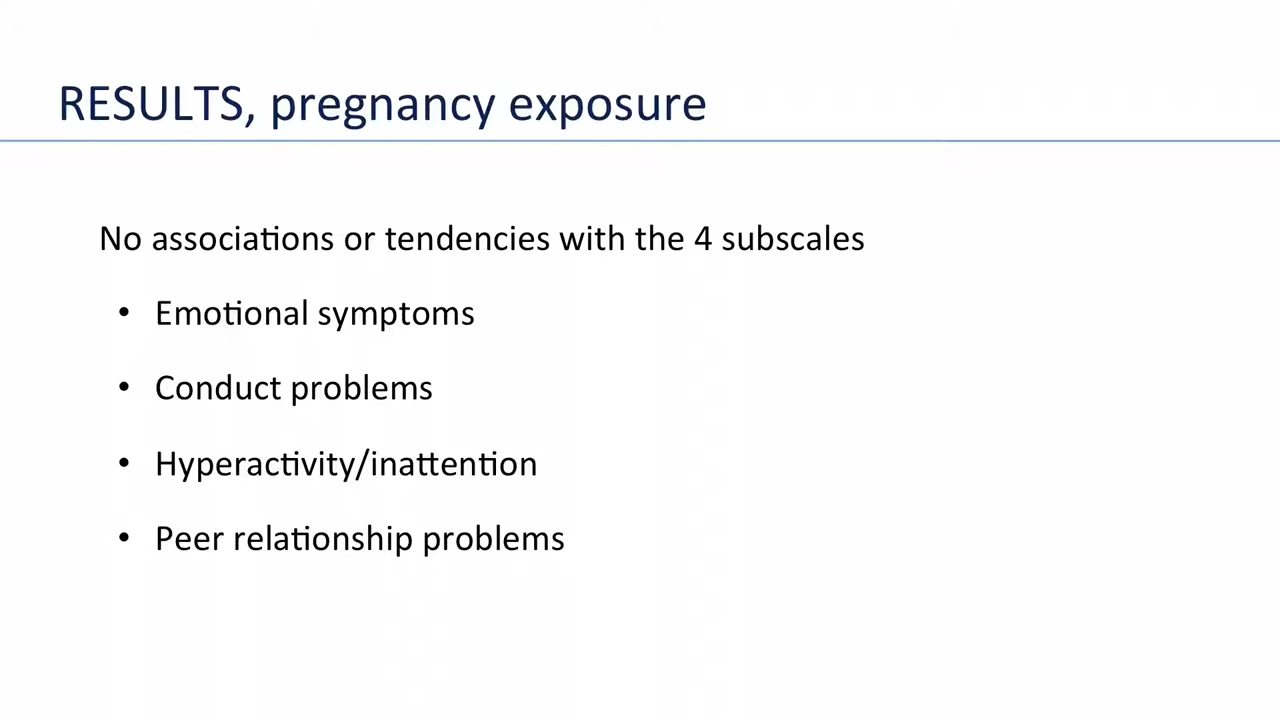 RESULTS, pregnancy exposure
No associations or tendencies with the 4 subscales
• Emotional symptoms
• Conduct problems
• Hyperactivity/inattention
• Peer relationship problems